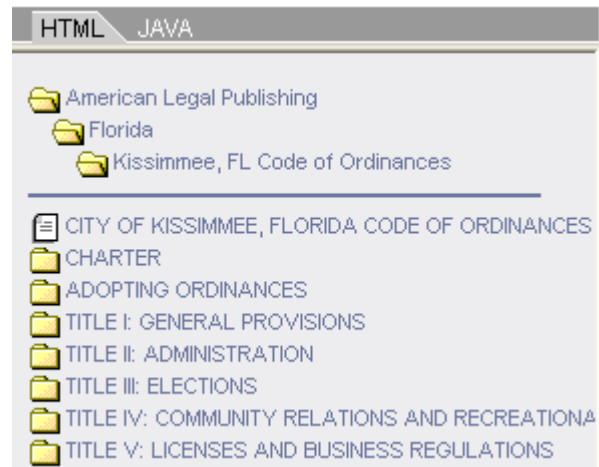 HTML JAVA
American Legal Publishing
Florida
Kissimmee, FL Code of Ordinances
CITY OF KISSIMMEE, FLORIDA CODE OF ORDINANCES
CHARTER
ADOPTING ORDINANCES
TITLE I: GENERAL PROVISIONS
TITLE II: ADMINISTRATION
TITLE III: ELECTIONS
TITLE IV: COMMUNITY RELATIONS AND RECREATIONA
TITLE V: LICENSES AND BUSINESS REGULATIONS